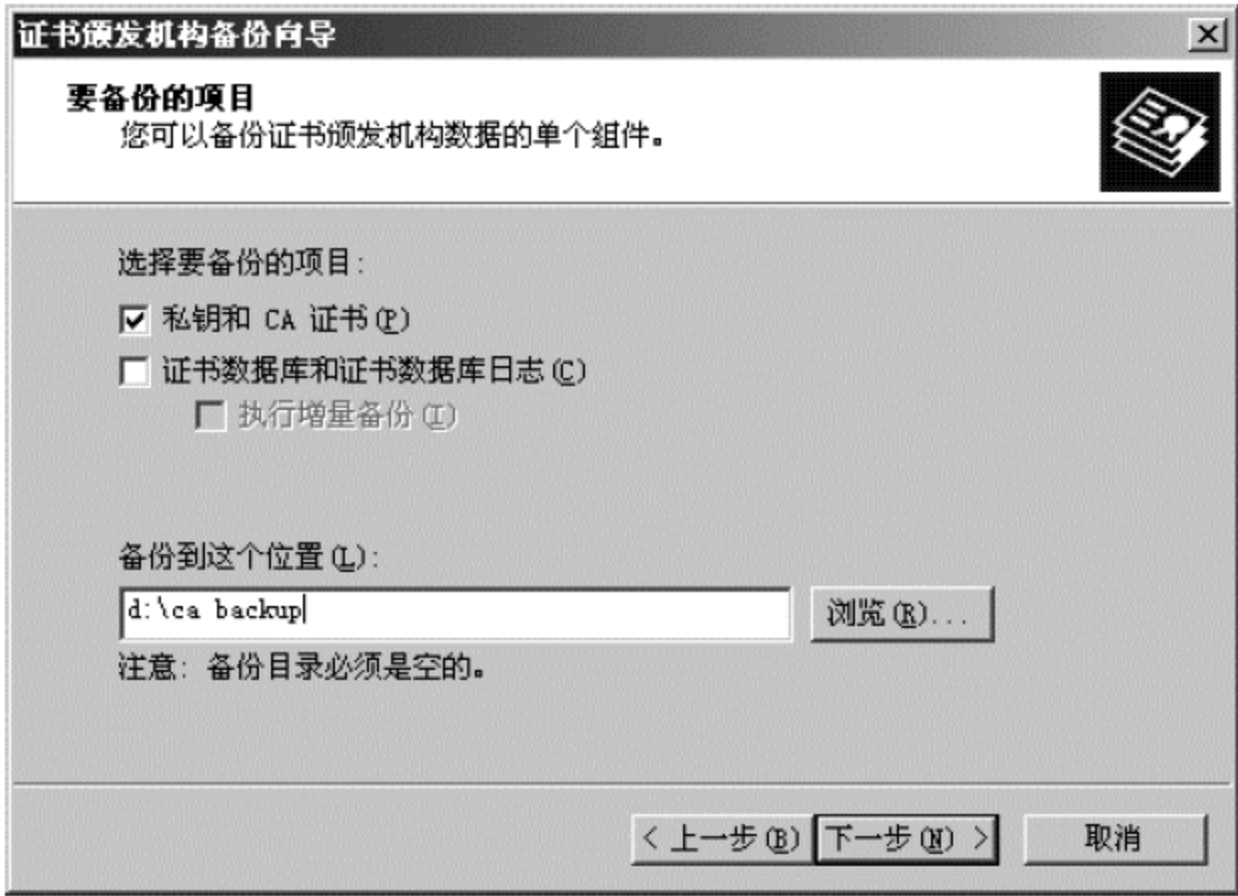 证书颁发机构备份向导
要备份的项目
您可以备份证书颁发机构数据的单个组件。
选择要备份的项目:
私钥和 CA 证书(P)
证书数据库和证书数据库日志(C)
执行增量备份(I)
备份到这个位置(L):
d:\ca backup
浏览(R)...
注意: 备份目录必须是空的。
< 上一步(B) 下一步(N) > 取消